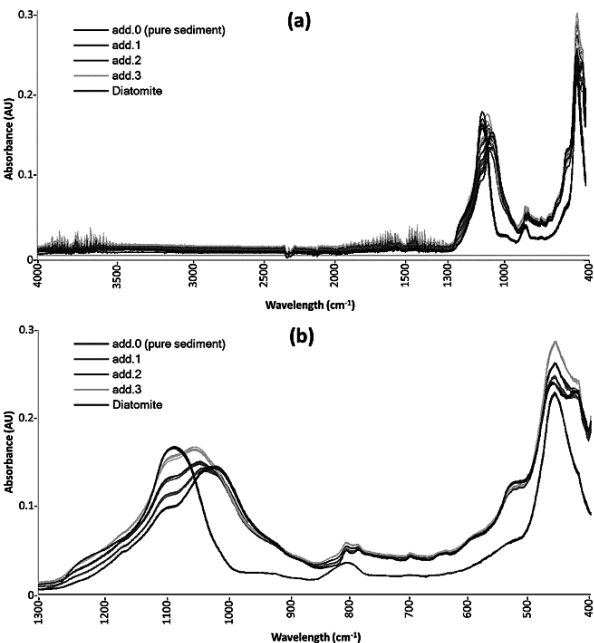 (a)
0.3
add.0 (pure sediment)
add.1
add.2
add.3
Diatomite
0.2
0.1
0
Absorbance (AU)
4000 3500 3000 2500 2000 1500 1300 1000 400
Wavelength (cm-1)
(b)
0.3
add.0 (pure sediment)
add.1
add.2
add.3
Diatomite
0.2
0.1
0
Absorbance (AU)
1300 1200 1100 1000 900 800 700 600 500 400
Wavelength (cm-1)